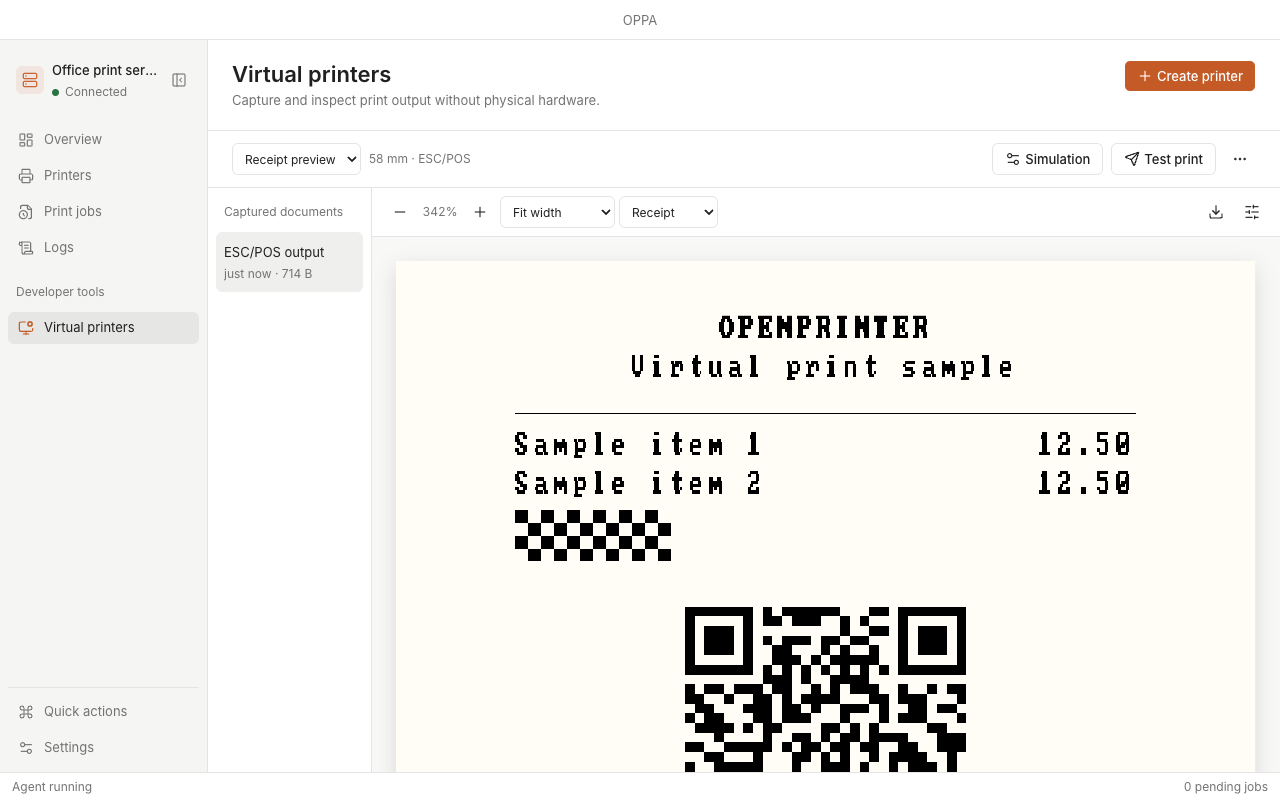 OPPA
Office print ser...
Connected
Overview
Printers
Print jobs
Logs
Developer tools
Virtual printers
Quick actions
Settings
Virtual printers
Capture and inspect print output without physical hardware.
Create printer
Receipt preview
58 mm · ESC/POS
Simulation
Test print
Captured documents
ESC/POS output
just now · 714 B
342%
Fit width
Receipt
OPENPRINTER
Virtual print sample
Sample item 1 12.50
Sample item 2 12.50
Agent running
0 pending jobs